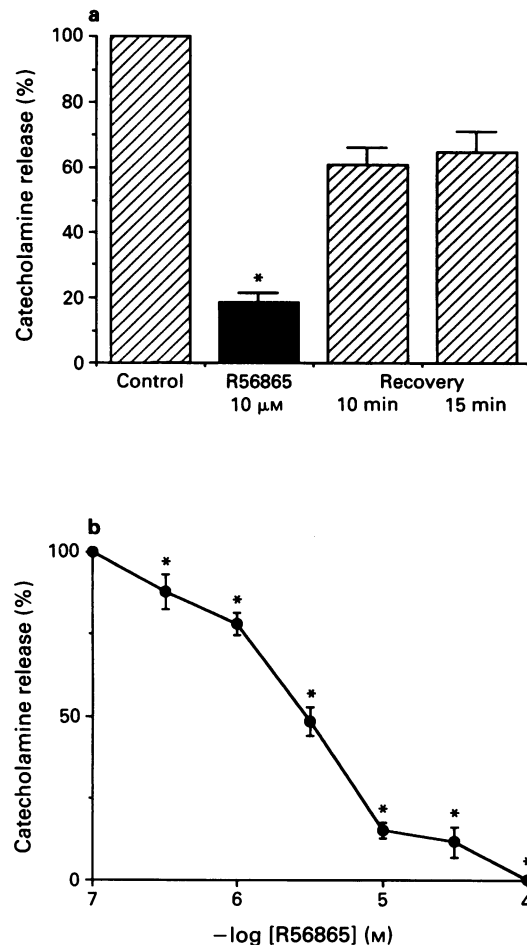 a
Catecholamine release (%)
100
80
60
40
20
0
*
Control
R56865
10 μM
Recovery
10 min
15 min
b
Catecholamine release (%)
100
50
0
*
*
*
*
*
*
7
6
5
4
−log [R56865] (M)